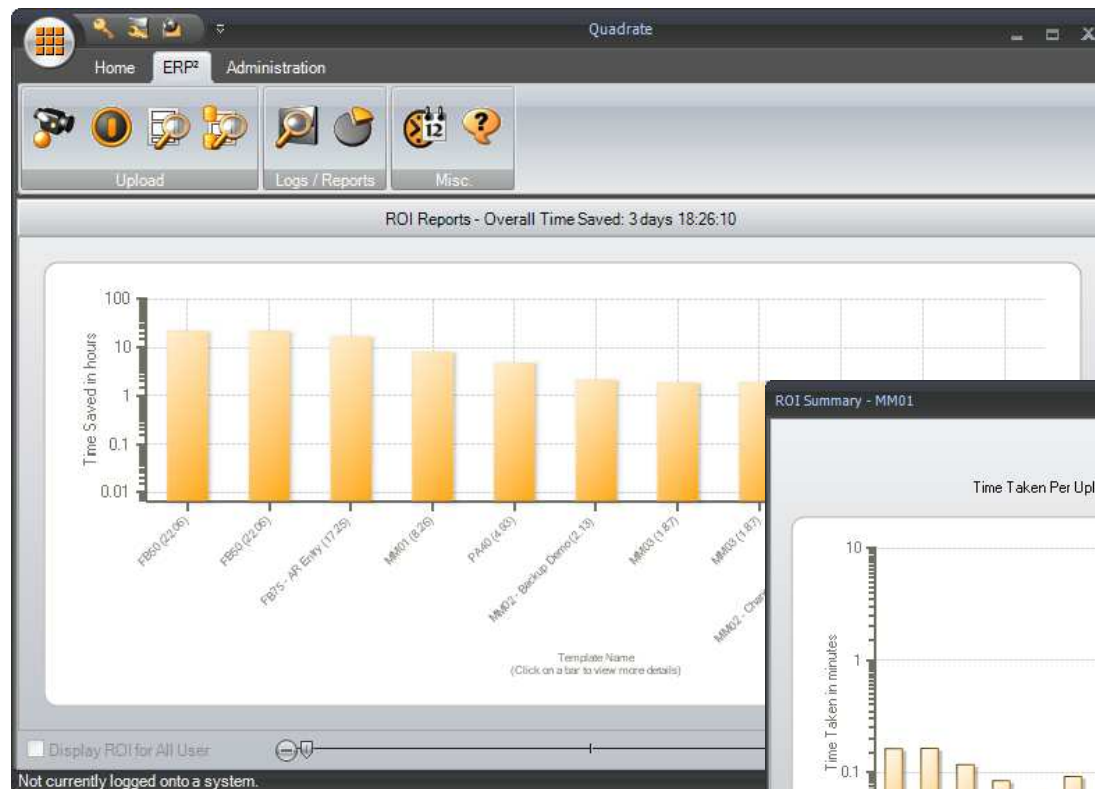 Quadrate
Home ERP² Administration
12
Upload Logs / Reports Misc.
ROI Reports - Overall Time Saved: 3 days 18:26:10
Time Saved in hours
100
10
1
0.1
0.01
FB50 (22.06)
FB50 (22.06)
FB75 - AR Entry (17.25)
MM01 (8.26)
PA40 (4.93)
MM02 - Backup Demo (2.13)
MM03 (1.87)
MM03 (1.87)
MM02 -
Template Name
(Click on a bar to view more details)
Display ROI for All User
Not currently logged onto a system.
ROI Summary - MM01
Time Taken Per
Time Taken in minutes
10
1
0.1